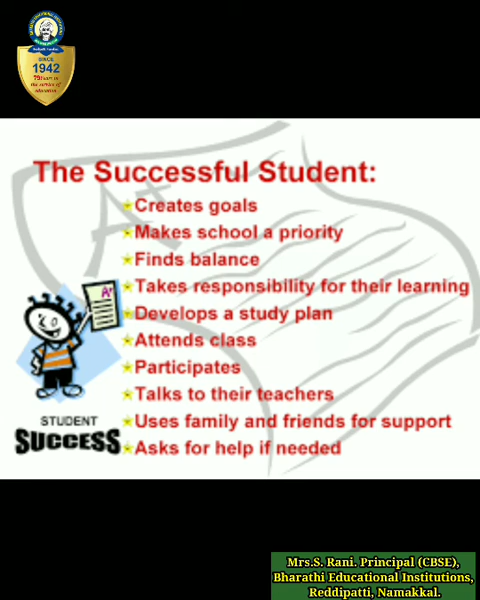 SINCE
1942
The Successful Student:
Creates goals
Makes school a priority
Finds balance
Takes responsibility for their learning
Develops a study plan
Attends class
Participates
Talks to their teachers
Uses family and friends for support
Asks for help if needed
A+
STUDENT
SUCCESS
Mrs.S. Rani. Principal (CBSE),
Bharathi Educational Institutions,
Reddipatti, Namakkal.